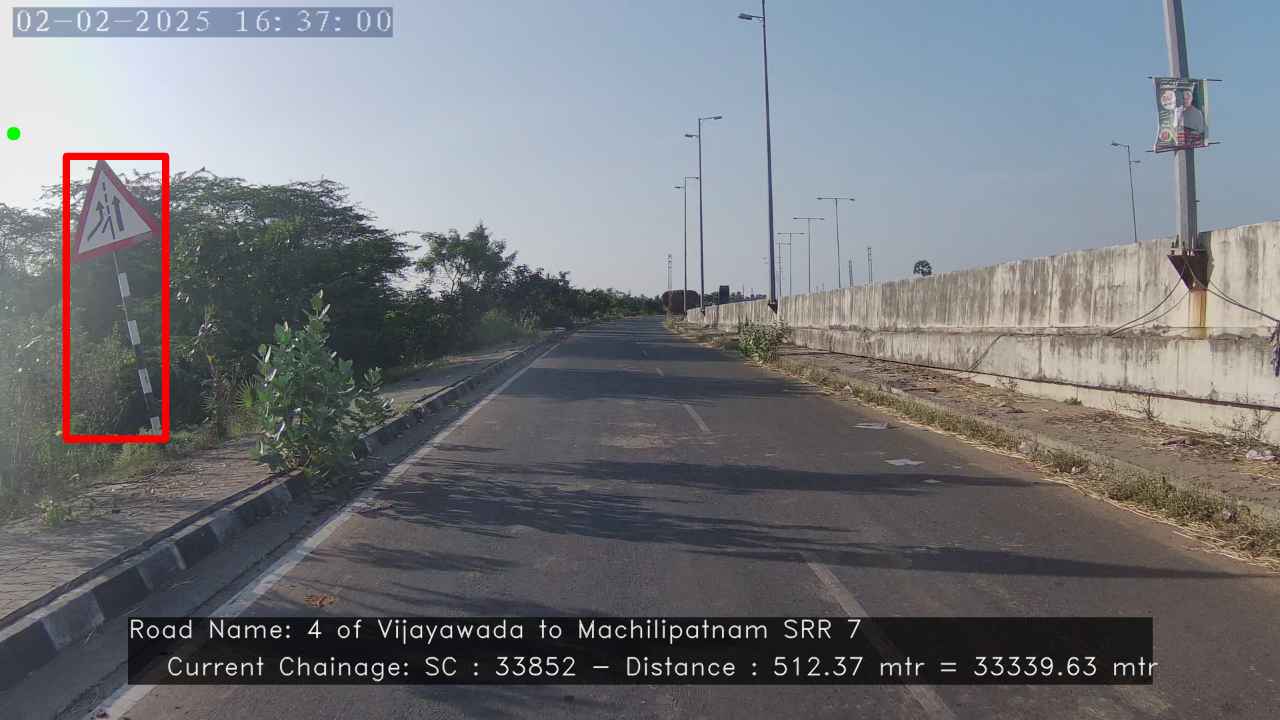 02-02-2025 16:37:00
Road Name: 4 of Vijayawada to Machilipatnam SRR 7
Current Chainage: SC : 33852 - Distance : 512.37 mtr = 33339.63 mtr